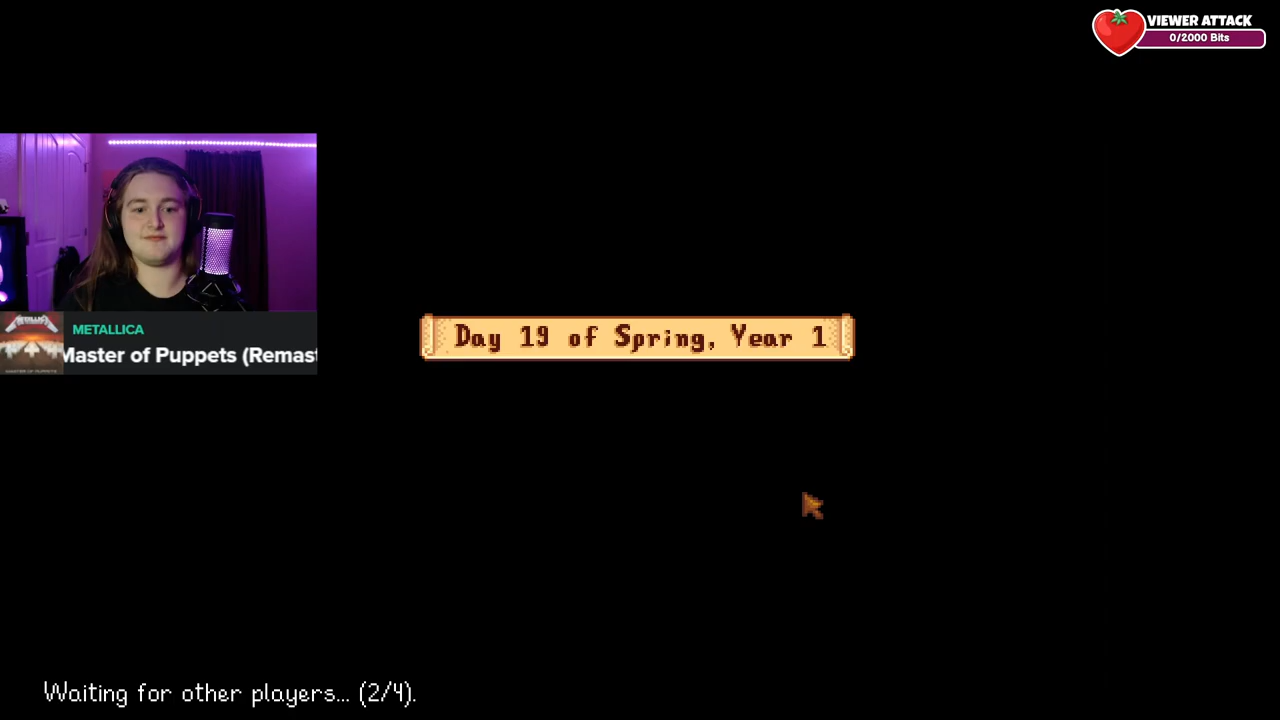 VIEWER ATTACK
0/2000 Bits
METALLICA
Master of Puppets (Remast
Day 19 of Spring, Year 1
Waiting for other players... (2/4).